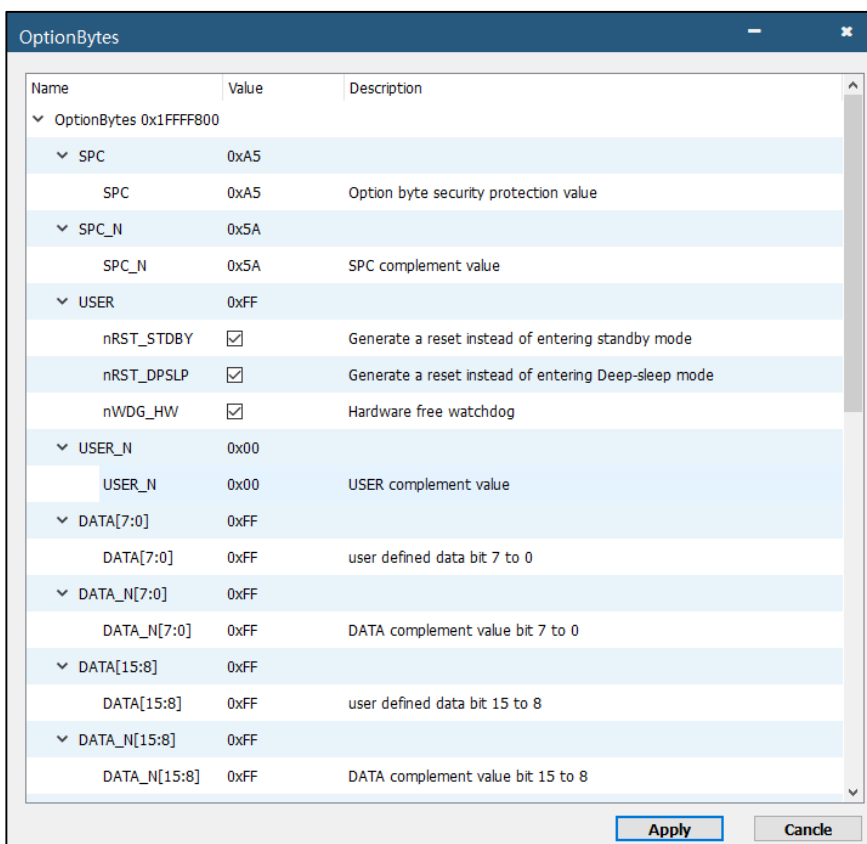 OptionBytes
Name Value Description
OptionBytes 0x1FFFF800
SPC 0xA5
SPC 0xA5 Option byte security protection value
SPC_N 0x5A
SPC_N 0x5A SPC complement value
USER 0xFF
nRST_STDBY Generate a reset instead of entering standby mode
nRST_DPSLP Generate a reset instead of entering Deep-sleep mode
nWDG_HW Hardware free watchdog
USER_N 0x00
USER_N 0x00 USER complement value
DATA[7:0] 0xFF
DATA[7:0] 0xFF user defined data bit 7 to 0
DATA_N[7:0] 0xFF
DATA_N[7:0] 0xFF DATA complement value bit 7 to 0
DATA[15:8] 0xFF
DATA[15:8] 0xFF user defined data bit 15 to 8
DATA_N[15:8] 0xFF
DATA_N[15:8] 0xFF DATA complement value bit 15 to 8
Apply Cancle